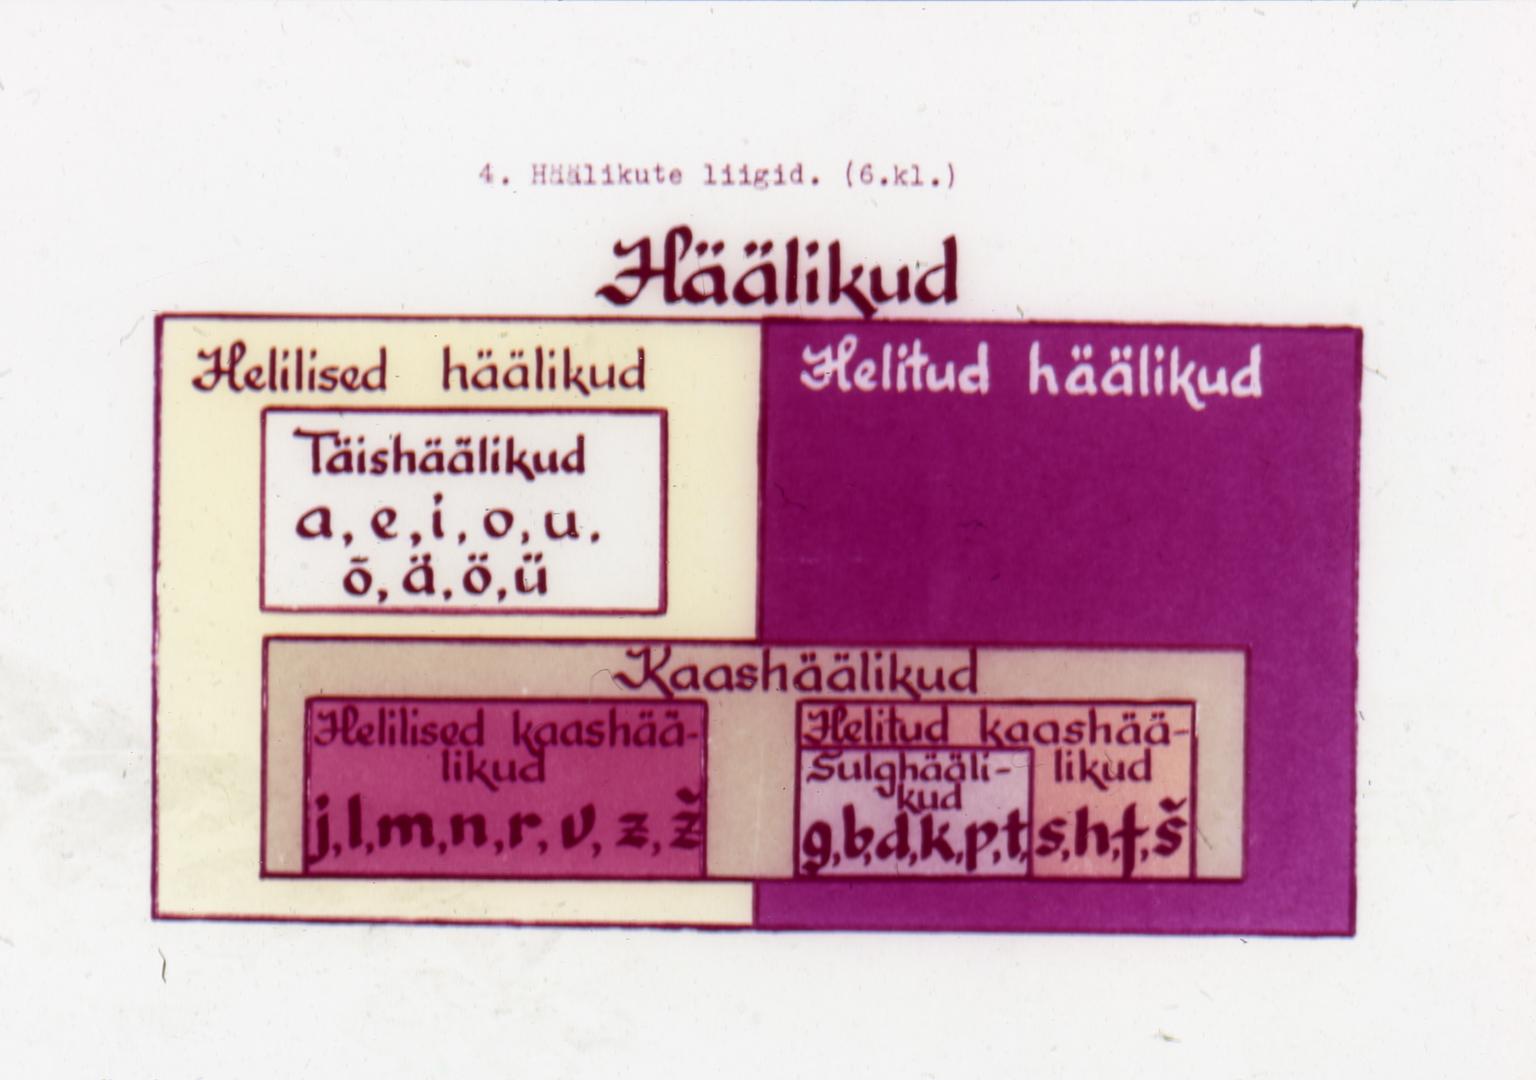 4. Häälikute liigid. (6.kl.)
Häälikud
Helilised häälikud
Täishäälikud
a, e, i, o, u.
õ, ä, ö, ü
Helitud häälikud
Kaashäälikud
Helilised kaashää-
likud
j, l, m, n, r, v, z, ž
Helitud kaashää-
likud
Sulghääli-
kud
g, b, d, k, p, t,
s, h, f, š